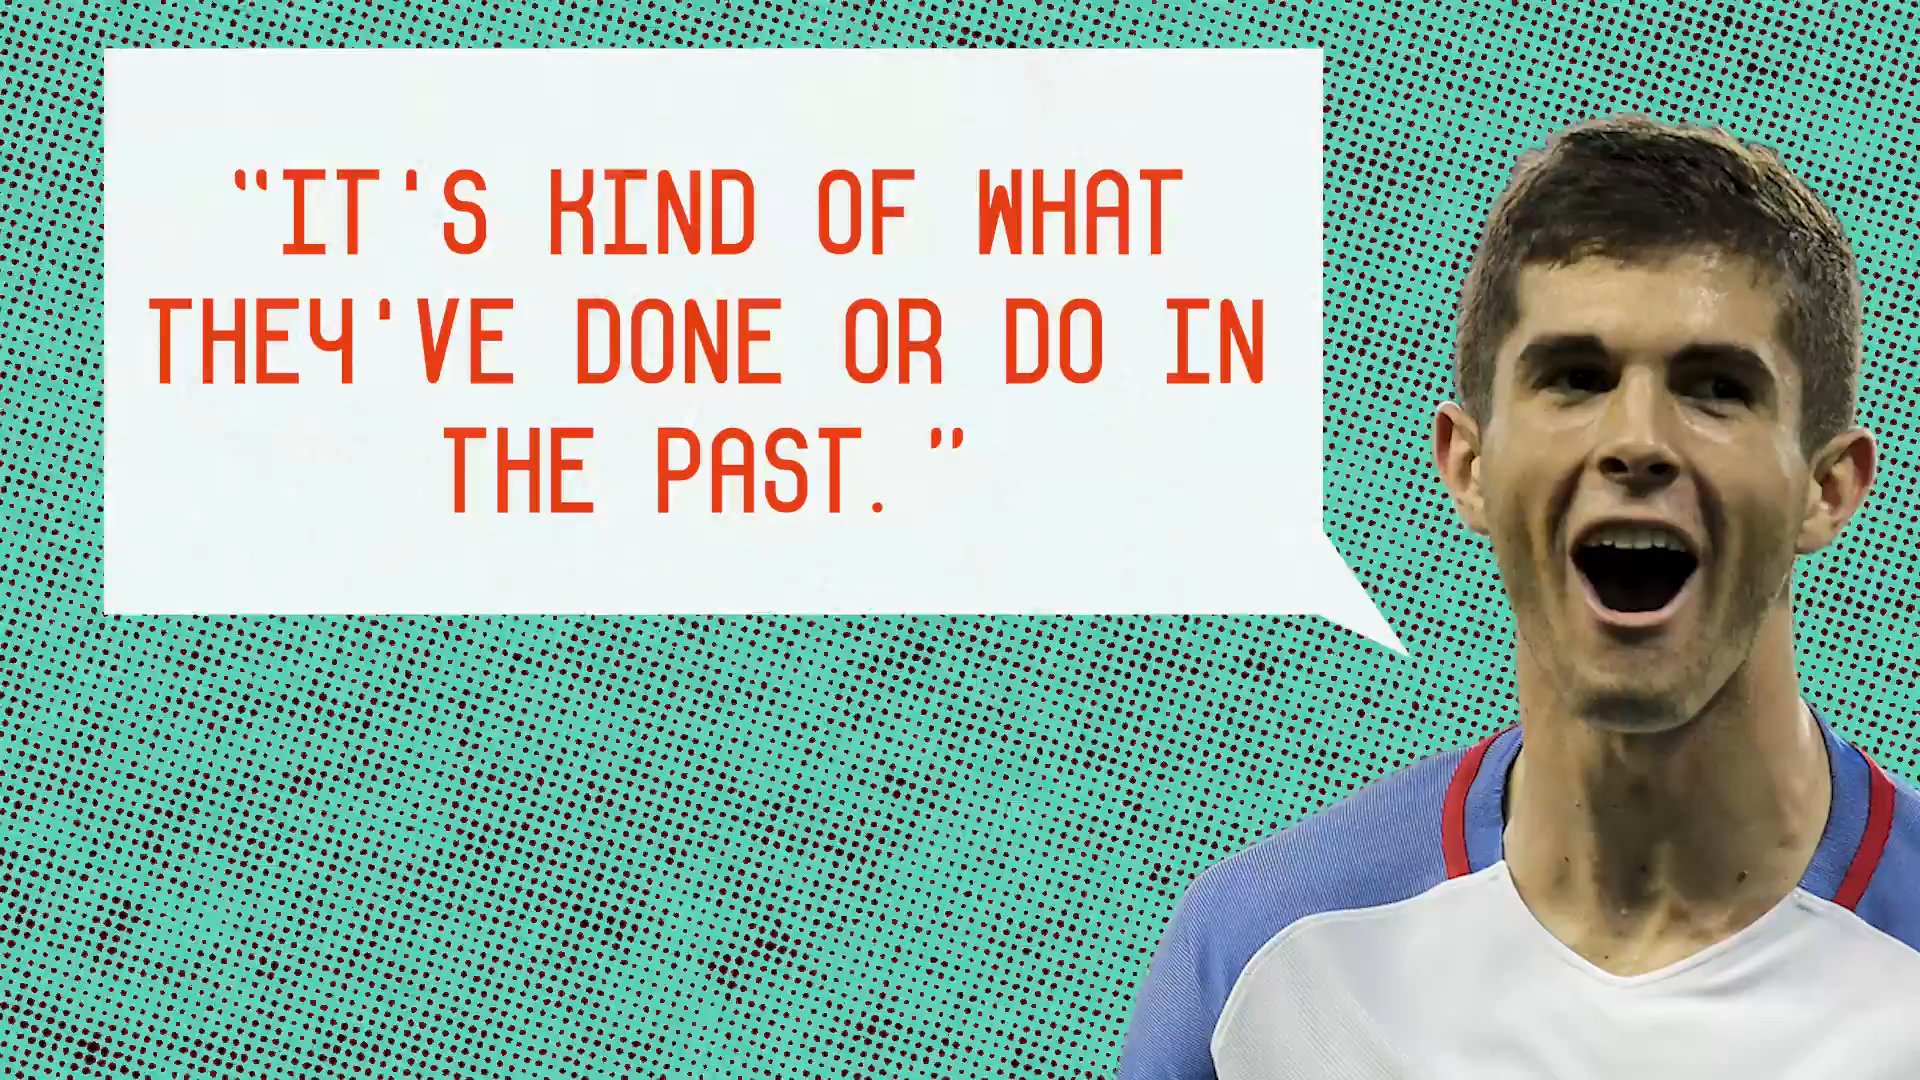 "IT'S KIND OF WHAT
THEY'VE DONE OR DO IN
THE PAST."